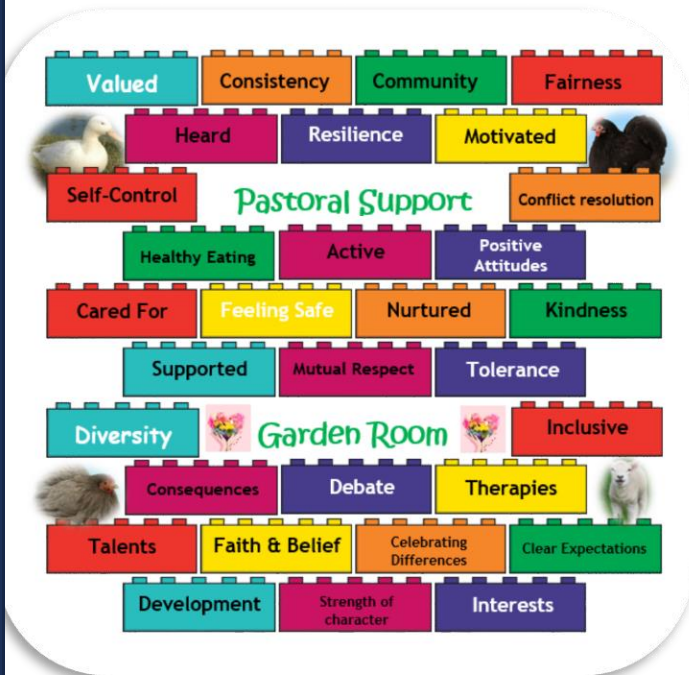 Valued Consistency Community Fairness
Heard Resilience Motivated
Self-Control Pastoral Support Conflict resolution
Healthy Eating Active Positive
Attitudes
Cared For Feeling Safe Nurtured Kindness
Supported Mutual Respect Tolerance
Diversity Garden Room Inclusive
Consequences Debate Therapies
Talents Faith & Belief Celebrating
Differences Clear Expectations
Development Strength of
character Interests